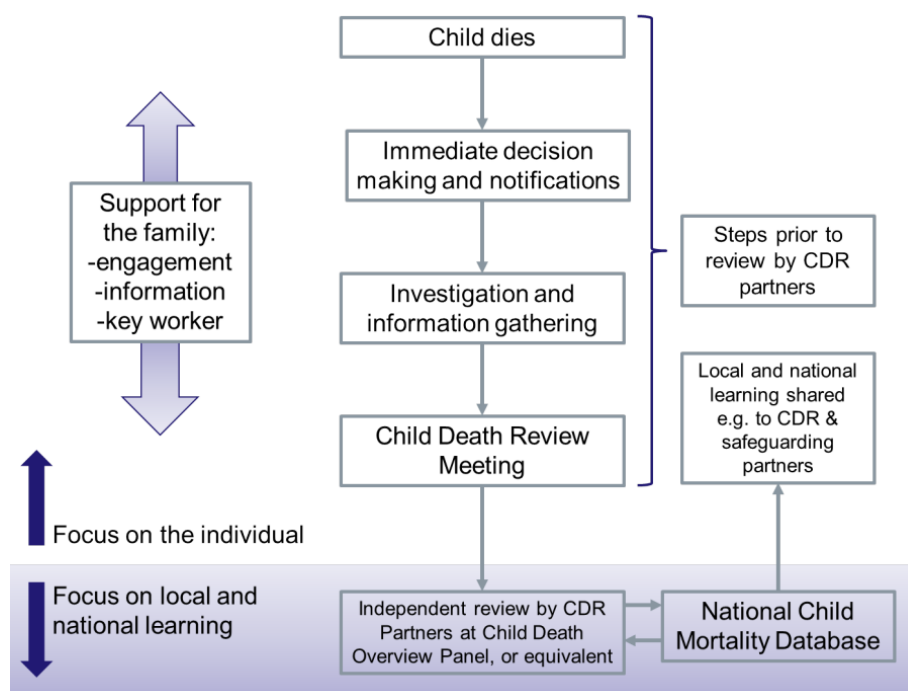 Child dies
Immediate decision
making and notifications
Support for
the family:
-engagement
-information
-key worker
Steps prior to
review by CDR
partners
Investigation and
information gathering
Local and national
learning shared
e.g. to CDR &
safeguarding
partners
Child Death Review
Meeting
Focus on the individual
Focus on local and
national learning
Independent review by CDR
Partners at Child Death
Overview Panel, or equivalent
National Child
Mortality Database